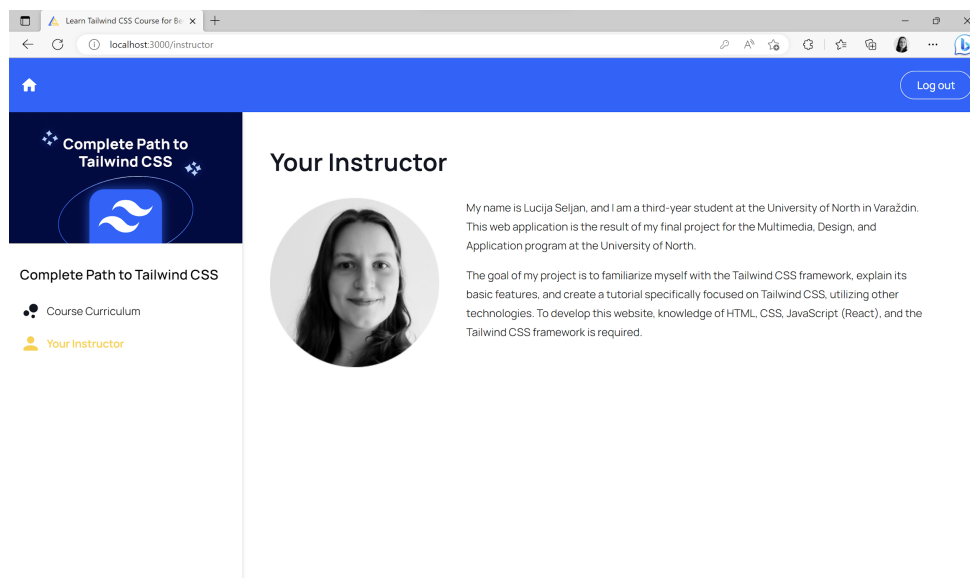 Learn Tailwind CSS Course for Be
localhost:3000/instructor
Log out
Complete Path to
Tailwind CSS
Complete Path to Tailwind CSS
Course Curriculum
Your Instructor
Your Instructor
My name is Lucija Seljan, and I am a third-year student at the University of North in Varaždin.
This web application is the result of my final project for the Multimedia, Design, and
Application program at the University of North.
The goal of my project is to familiarize myself with the Tailwind CSS framework, explain its
basic features, and create a tutorial specifically focused on Tailwind CSS, utilizing other
technologies. To develop this website, knowledge of HTML, CSS, JavaScript (React), and the
Tailwind CSS framework is required.